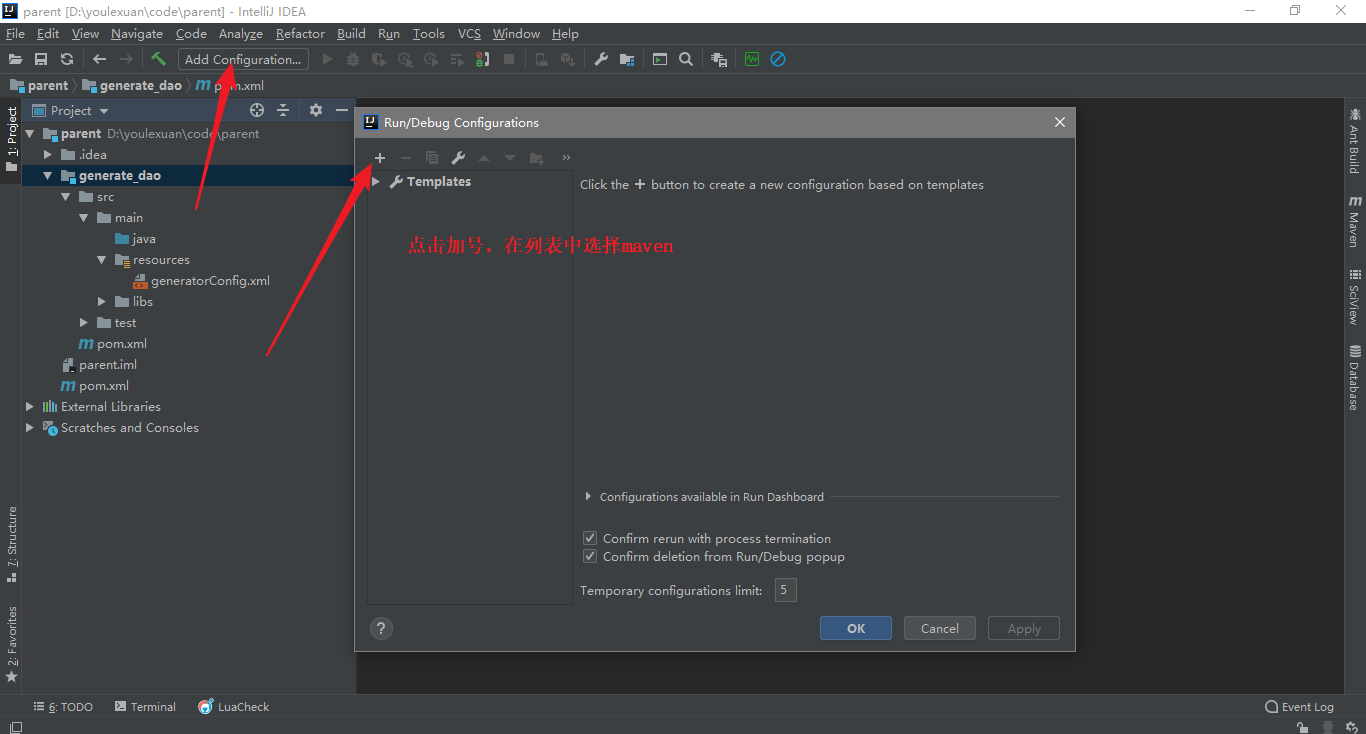 parent [D:\youlexuan\code\parent] - IntelliJ IDEA
File Edit View Navigate Code Analyze Refactor Build Run Tools VCS Window Help
Add Configuration...
parent generate_dao pom.xml
1: Project
Project
parent D:\youlexuan\code\parent
.idea
generate_dao
src
main
java
resources
generatorConfig.xml
libs
test
pom.xml
parent.iml
pom.xml
External Libraries
Scratches and Consoles
7: Structure
2: Favorites
Run/Debug Configurations
Templates
Click the + button to create a new configuration based on templates
点击加号，在列表中选择maven
Configurations available in Run Dashboard
Confirm rerun with process termination
Confirm deletion from Run/Debug popup
Temporary configurations limit: 5
? OK Cancel Apply
Ant Build
Maven
SciView
Database
6: TODO Terminal LuaCheck Event Log